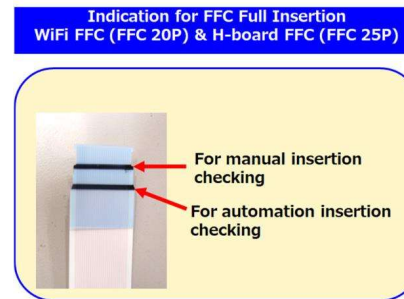 Indication for FFC Full Insertion
WiFi FFC (FFC 20P) & H-board FFC (FFC 25P)
For manual insertion
checking
For automation insertion
checking